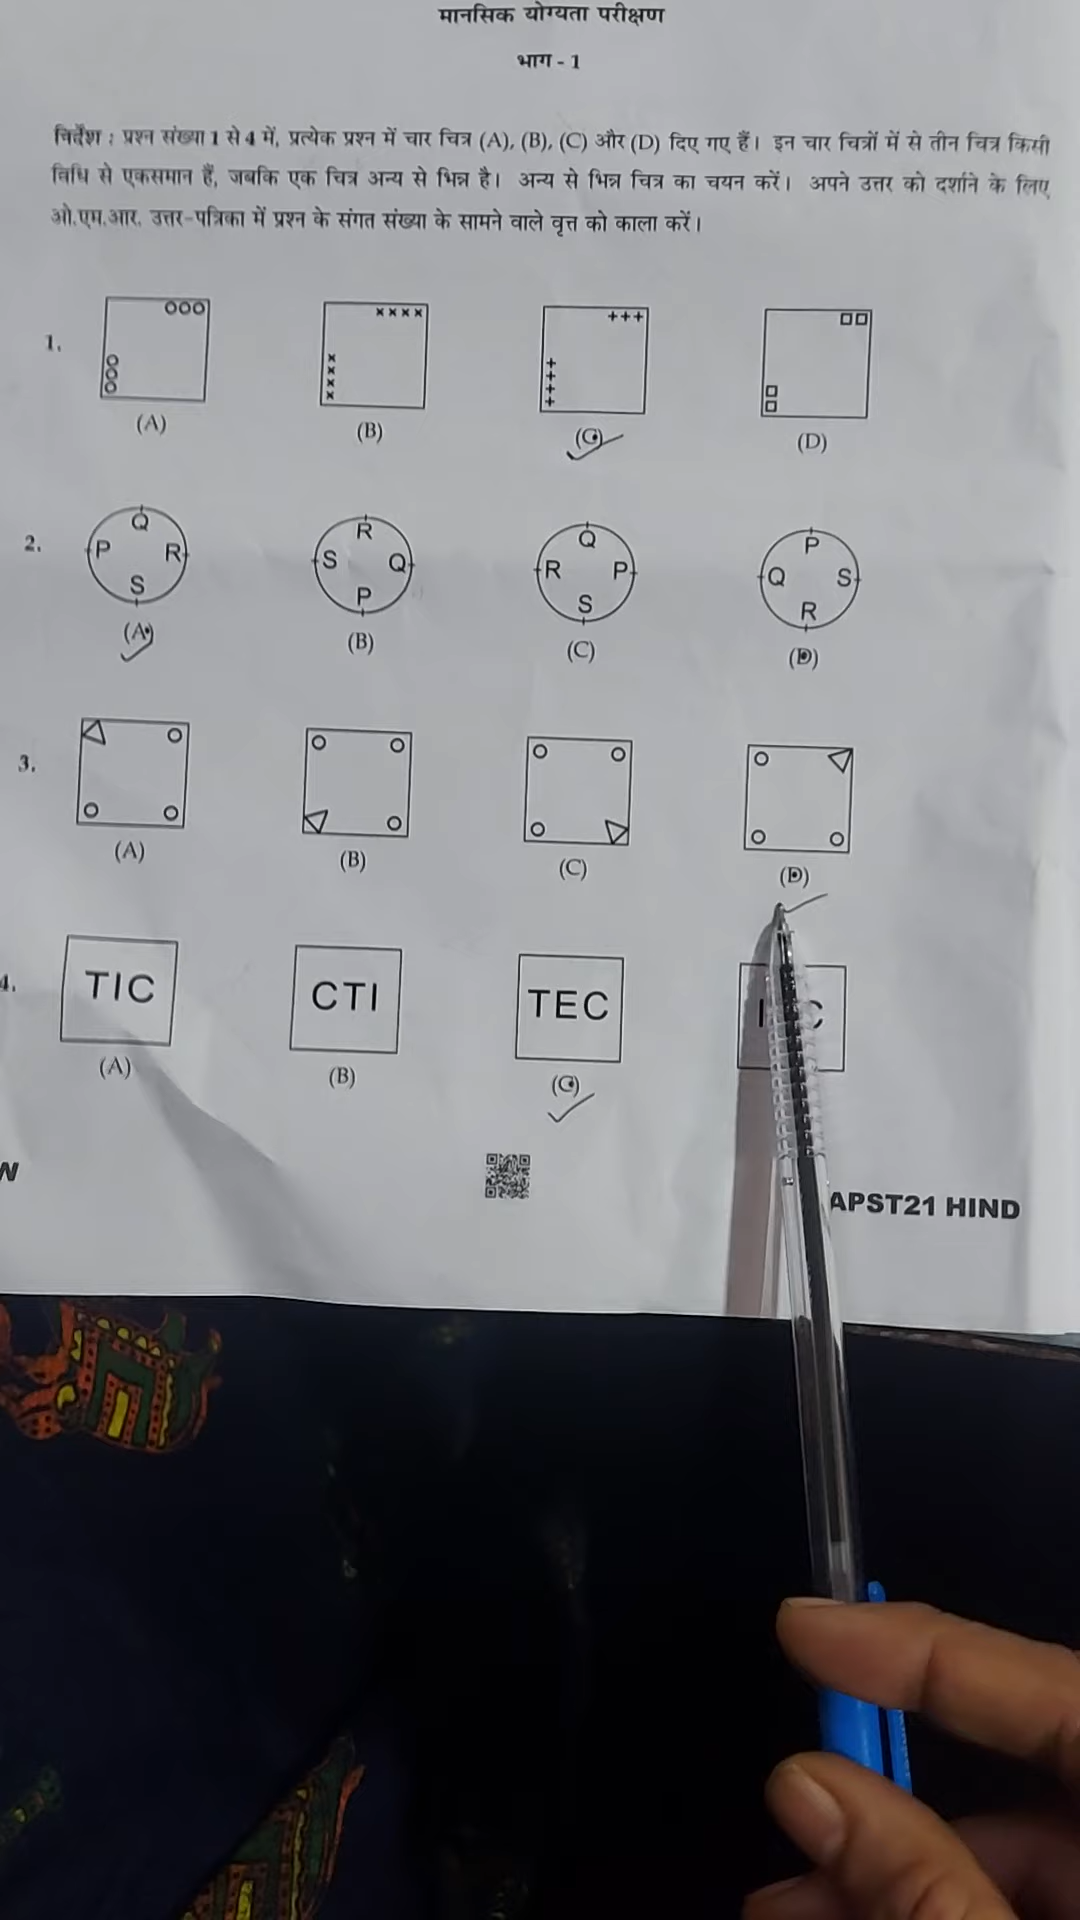 मानसिक योग्यता परीक्षण
भाग - 1
निर्देश : प्रश्न संख्या 1 से 4 में, प्रत्येक प्रश्न में चार चित्र (A), (B), (C) और (D) दिए गए हैं। इन चार चित्रों में से तीन चित्र किसी
विधि से एकसमान हैं, जबकि एक चित्र अन्य से भिन्न है। अन्य से भिन्न चित्र का चयन करें। अपने उत्तर को दर्शाने के लिए
ओ.एम.आर. उत्तर-पत्रिका में प्रश्न के संगत संख्या के सामने वाले वृत्त को काला करें।
1.
(A) (B) (C) (D)
2.
Q R Q P
P R S Q R P Q S
S P S R
(A) (B) (C) (D)
3.
(A) (B) (C) (D)
4. TIC CTI TEC
(A) (B) (C)
APST21 HIND